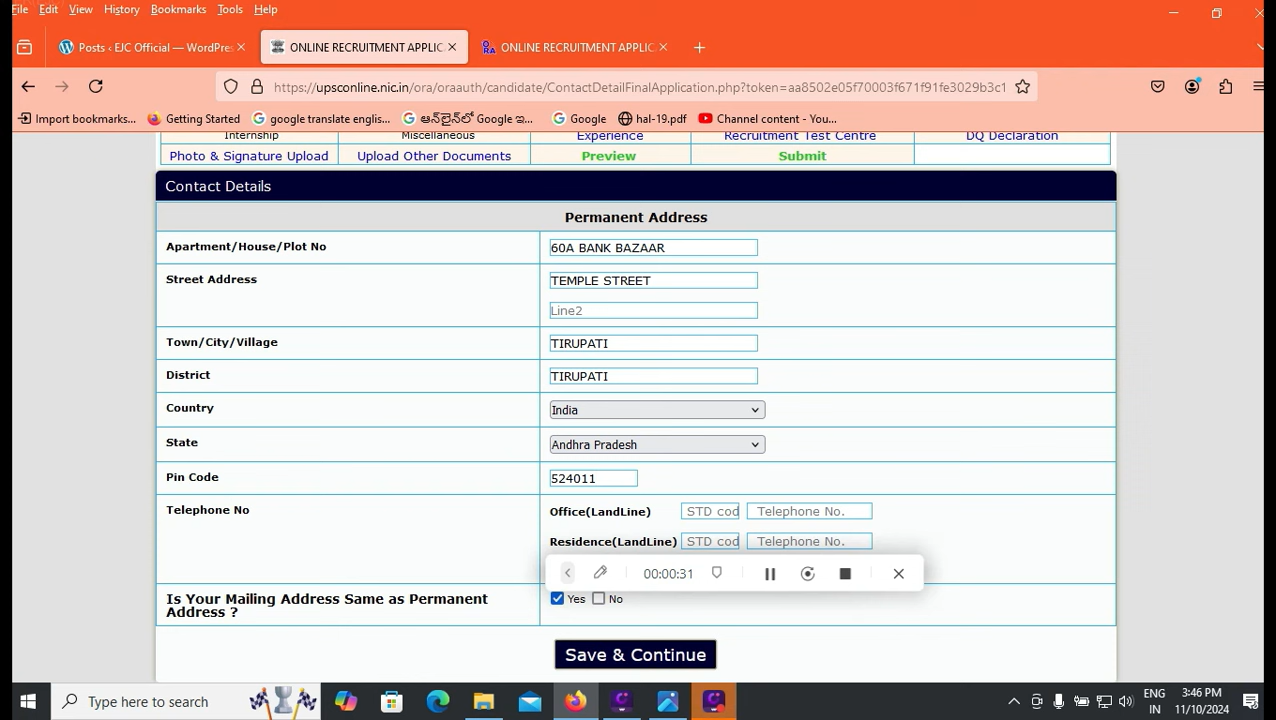 File Edit View History Bookmarks Tools Help
Posts ‹ EJC Official — WordPre
ONLINE RECRUITMENT APPLIC
ORA ONLINE RECRUITMENT APPLIC
https://upsconline.nic.in/ora/oraauth/candidate/ContactDetailFinalApplication.php?token=aa8502e05f70003f671f91fe3029b3c1
Import bookmarks... Getting Started google translate englis... ఆన్‌లైన్‌లో Google ఇ... Google hal-19.pdf Channel content - You...
Internship Miscellaneous Experience Recruitment Test Centre DQ Declaration
Photo & Signature Upload Upload Other Documents Preview Submit
Contact Details
Permanent Address
Apartment/House/Plot No 60A BANK BAZAAR
Street Address TEMPLE STREET
Line2
Town/City/Village TIRUPATI
District TIRUPATI
Country India
State Andhra Pradesh
Pin Code 524011
Telephone No Office(LandLine) STD cod Telephone No.
Residence(LandLine) STD cod Telephone No.
00:00:31
Is Your Mailing Address Same as Permanent Yes No
Address ?
Save & Continue
Type here to search
ENG 3:46 PM
IN 11/10/2024